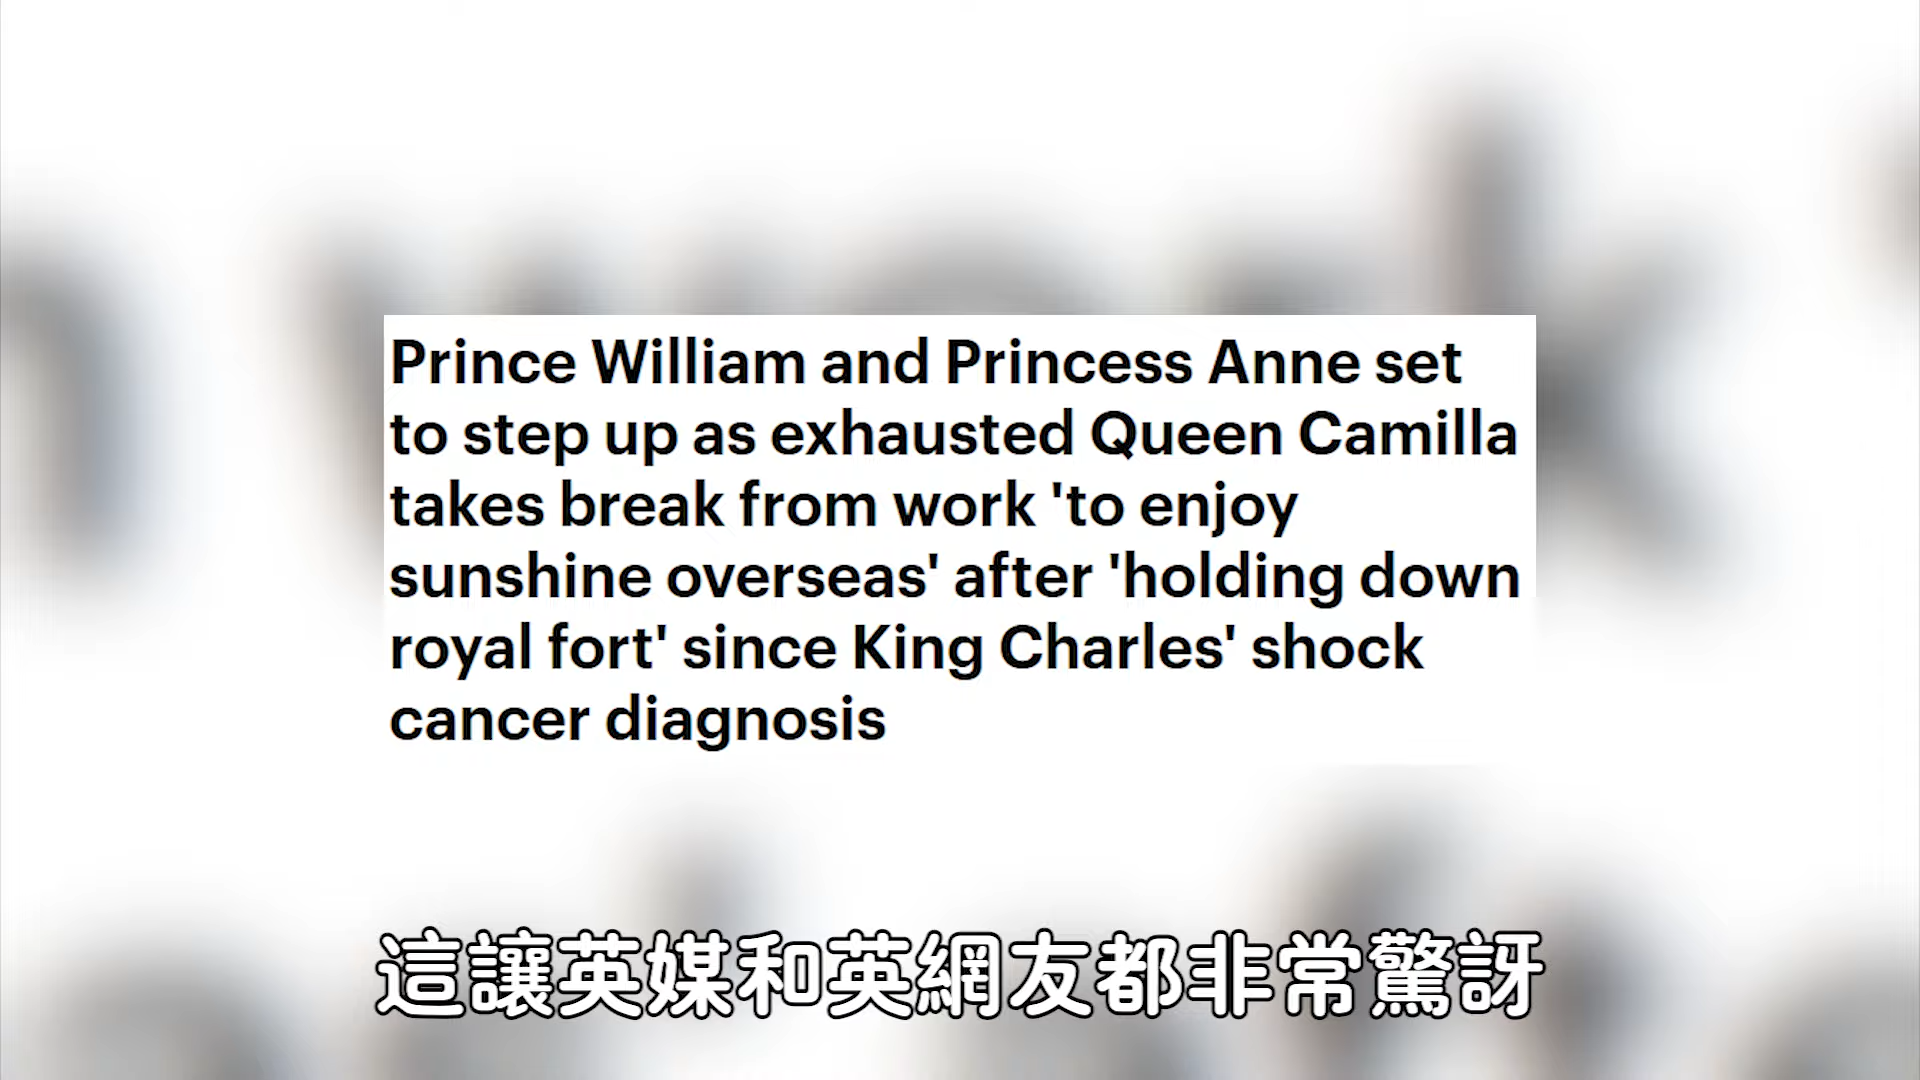 Prince William and Princess Anne set
to step up as exhausted Queen Camilla
takes break from work 'to enjoy
sunshine overseas' after 'holding down
royal fort' since King Charles' shock
cancer diagnosis
這讓英媒和英網友都非常驚訝